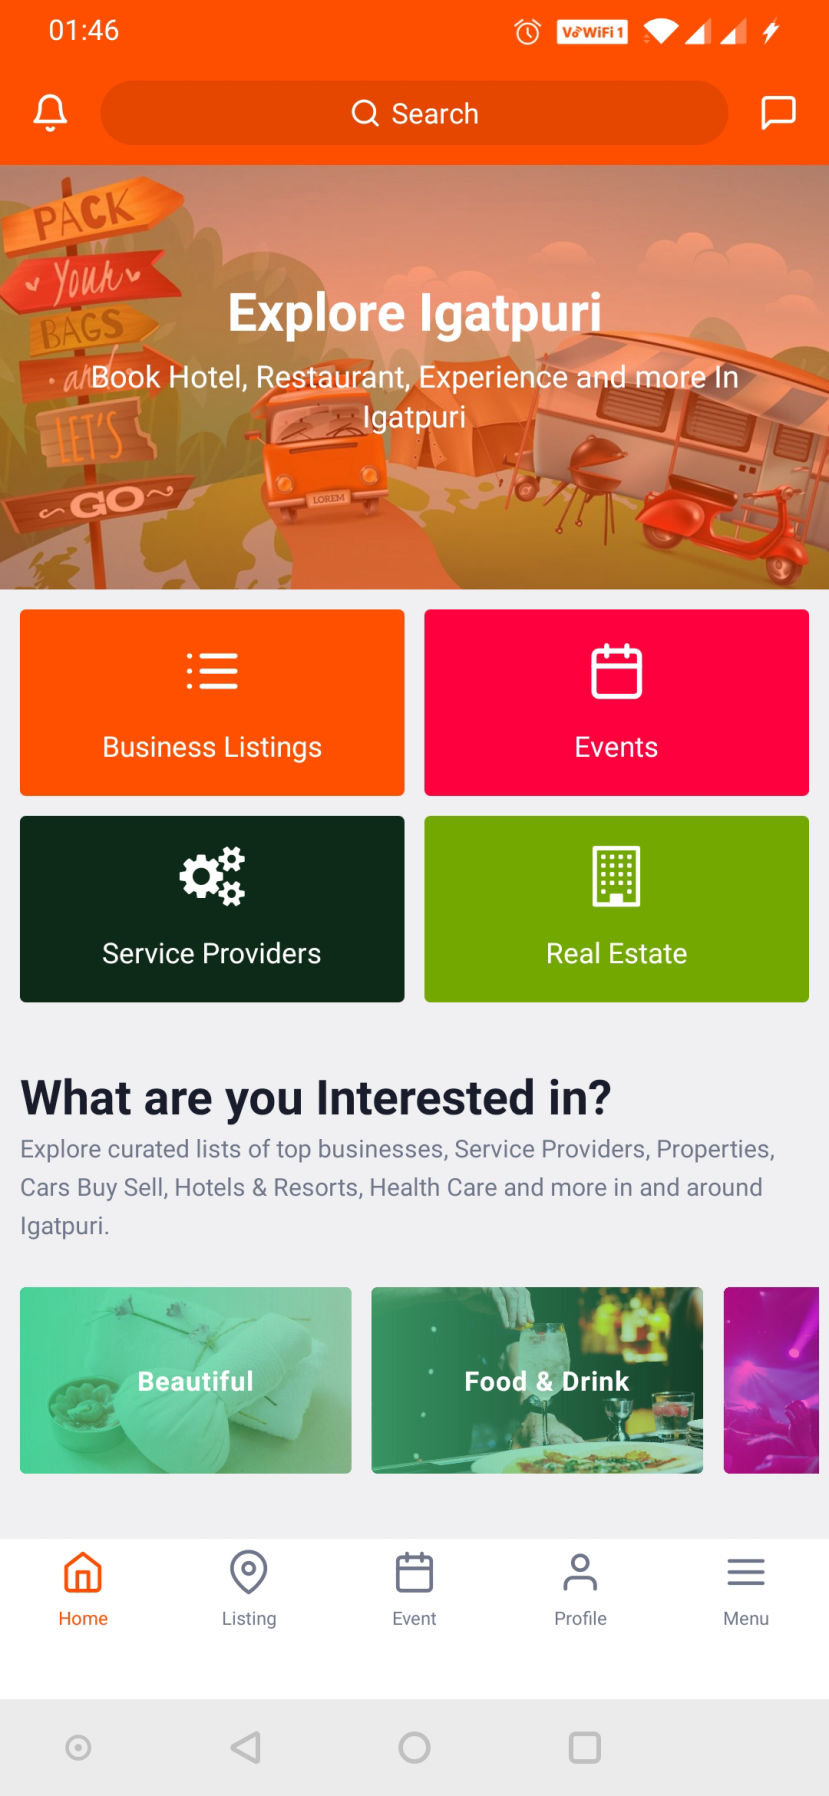 01:46
VoWiFi 1
Search
PACK
Your
BAGS
and
LET'S
GO
Explore Igatpuri
Book Hotel, Restaurant, Experience and more In
Igatpuri
LOREM
Business Listings
Events
Service Providers
Real Estate
What are you Interested in?
Explore curated lists of top businesses, Service Providers, Properties,
Cars Buy Sell, Hotels & Resorts, Health Care and more in and around
Igatpuri.
Beautiful
Food & Drink
Home
Listing
Event
Profile
Menu